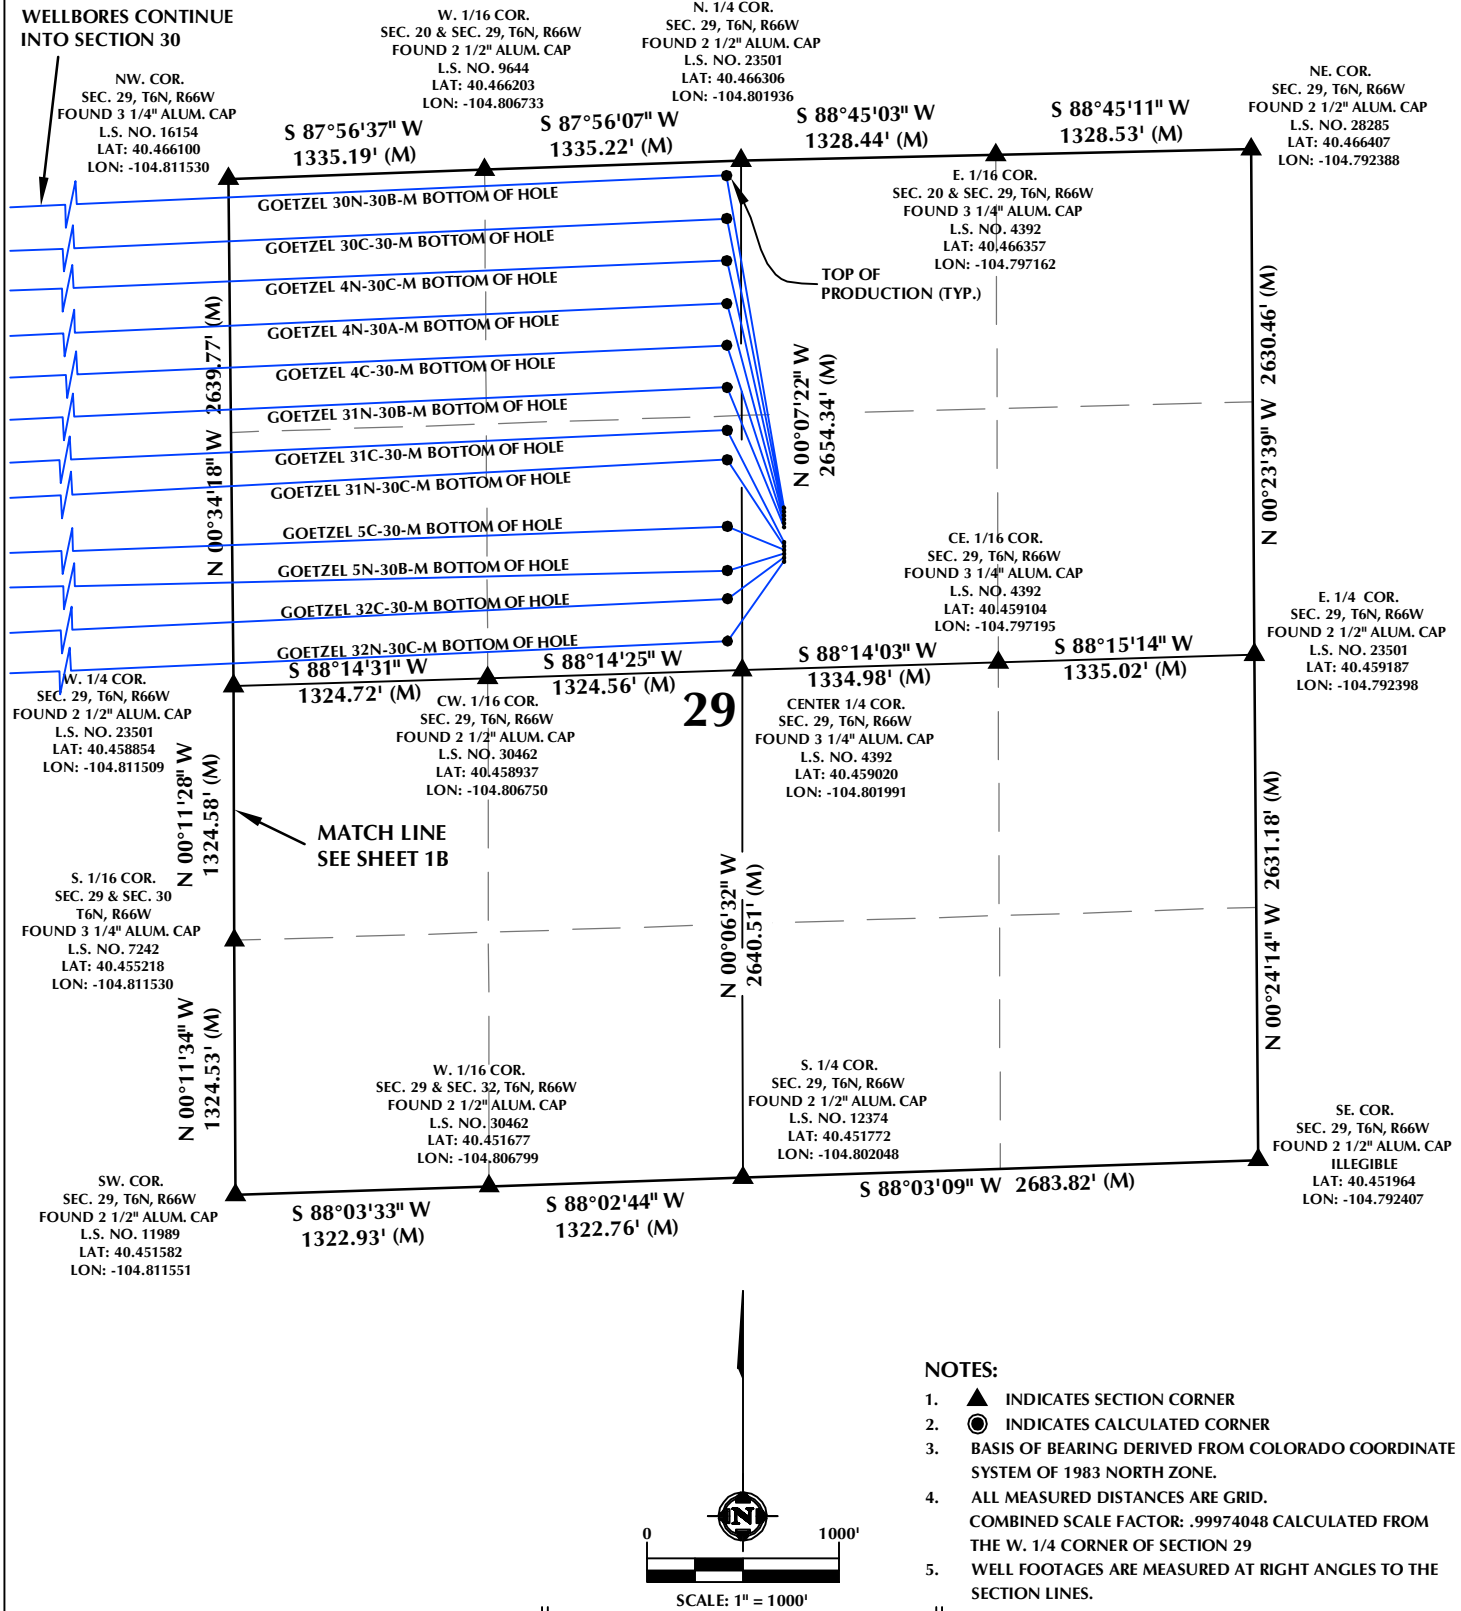 WELLBORES CONTINUE
INTO SECTION 30
NW. COR.
SEC. 29, T6N, R66W
FOUND 3 1/4" ALUM. CAP
L.S. NO. 16154
LAT: 40.466100
LON: -104.811530
W. 1/16 COR.
SEC. 20 & SEC. 29, T6N, R66W
FOUND 2 1/2" ALUM. CAP
L.S. NO. 9644
LAT: 40.466203
LON: -104.806733
N. 1/4 COR.
SEC. 29, T6N, R66W
FOUND 2 1/2" ALUM. CAP
L.S. NO. 23501
LAT: 40.466306
LON: -104.801936
NE. COR.
SEC. 29, T6N, R66W
FOUND 2 1/2" ALUM. CAP
L.S. NO. 28285
LAT: 40.466407
LON: -104.792388
S 87°56'37" W
1335.19' (M)
S 87°56'07" W
1335.22' (M)
S 88°45'03" W
1328.44' (M)
S 88°45'11" W
1328.53' (M)
E. 1/16 COR.
SEC. 20 & SEC. 29, T6N, R66W
FOUND 3 1/4" ALUM. CAP
L.S. NO. 4392
LAT: 40.466357
LON: -104.797162
GOETZEL 30N-30B-M BOTTOM OF HOLE
GOETZEL 30C-30-M BOTTOM OF HOLE
GOETZEL 4N-30C-M BOTTOM OF HOLE
GOETZEL 4N-30A-M BOTTOM OF HOLE
GOETZEL 4C-30-M BOTTOM OF HOLE
GOETZEL 31N-30B-M BOTTOM OF HOLE
GOETZEL 31C-30-M BOTTOM OF HOLE
GOETZEL 31N-30C-M BOTTOM OF HOLE
GOETZEL 5C-30-M BOTTOM OF HOLE
GOETZEL 5N-30B-M BOTTOM OF HOLE
GOETZEL 32C-30-M BOTTOM OF HOLE
GOETZEL 32N-30C-M BOTTOM OF HOLE
TOP OF
PRODUCTION (TYP.)
N 00°34'18" W 2639.77' (M)
N 00°07'22" W
2654.34' (M)
N 00°23'39" W 2630.46' (M)
CE. 1/16 COR.
SEC. 29, T6N, R66W
FOUND 3 1/4" ALUM. CAP
L.S. NO. 4392
LAT: 40.459104
LON: -104.797195
E. 1/4 COR.
SEC. 29, T6N, R66W
FOUND 2 1/2" ALUM. CAP
L.S. NO. 23501
LAT: 40.459187
LON: -104.792398
S 88°14'31" W
1324.72' (M)
S 88°14'25" W
1324.56' (M)
S 88°14'03" W
1334.98' (M)
S 88°15'14" W
1335.02' (M)
W. 1/4 COR.
SEC. 29, T6N, R66W
FOUND 2 1/2" ALUM. CAP
L.S. NO. 23501
LAT: 40.458854
LON: -104.811509
CW. 1/16 COR.
SEC. 29, T6N, R66W
FOUND 2 1/2" ALUM. CAP
L.S. NO. 30462
LAT: 40.458937
LON: -104.806750
29
CENTER 1/4 COR.
SEC. 29, T6N, R66W
FOUND 3 1/4" ALUM. CAP
L.S. NO. 4392
LAT: 40.459020
LON: -104.801991
N 00°11'28" W
1324.58' (M)
MATCH LINE
SEE SHEET 1B
N 00°06'32" W
2640.51' (M)
N 00°24'14" W 2631.18' (M)
S. 1/16 COR.
SEC. 29 & SEC. 30
T6N, R66W
FOUND 3 1/4" ALUM. CAP
L.S. NO. 7242
LAT: 40.455218
LON: -104.811530
N 00°11'34" W
1324.53' (M)
W. 1/16 COR.
SEC. 29 & SEC. 32, T6N, R66W
FOUND 2 1/2" ALUM. CAP
L.S. NO. 30462
LAT: 40.451677
LON: -104.806799
S. 1/4 COR.
SEC. 29, T6N, R66W
FOUND 2 1/2" ALUM. CAP
L.S. NO. 12374
LAT: 40.451772
LON: -104.802048
SE. COR.
SEC. 29, T6N, R66W
FOUND 2 1/2" ALUM. CAP
ILLEGIBLE
LAT: 40.451964
LON: -104.792407
SW. COR.
SEC. 29, T6N, R66W
FOUND 2 1/2" ALUM. CAP
L.S. NO. 11989
LAT: 40.451582
LON: -104.811551
S 88°03'33" W
1322.93' (M)
S 88°02'44" W
1322.76' (M)
S 88°03'09" W 2683.82' (M)
N
0 1000'
SCALE: 1" = 1000'
NOTES:
1. INDICATES SECTION CORNER
2. INDICATES CALCULATED CORNER
3. BASIS OF BEARING DERIVED FROM COLORADO COORDINATE
SYSTEM OF 1983 NORTH ZONE.
4. ALL MEASURED DISTANCES ARE GRID.
COMBINED SCALE FACTOR: .99974048 CALCULATED FROM
THE W. 1/4 CORNER OF SECTION 29
5. WELL FOOTAGES ARE MEASURED AT RIGHT ANGLES TO THE
SECTION LINES.